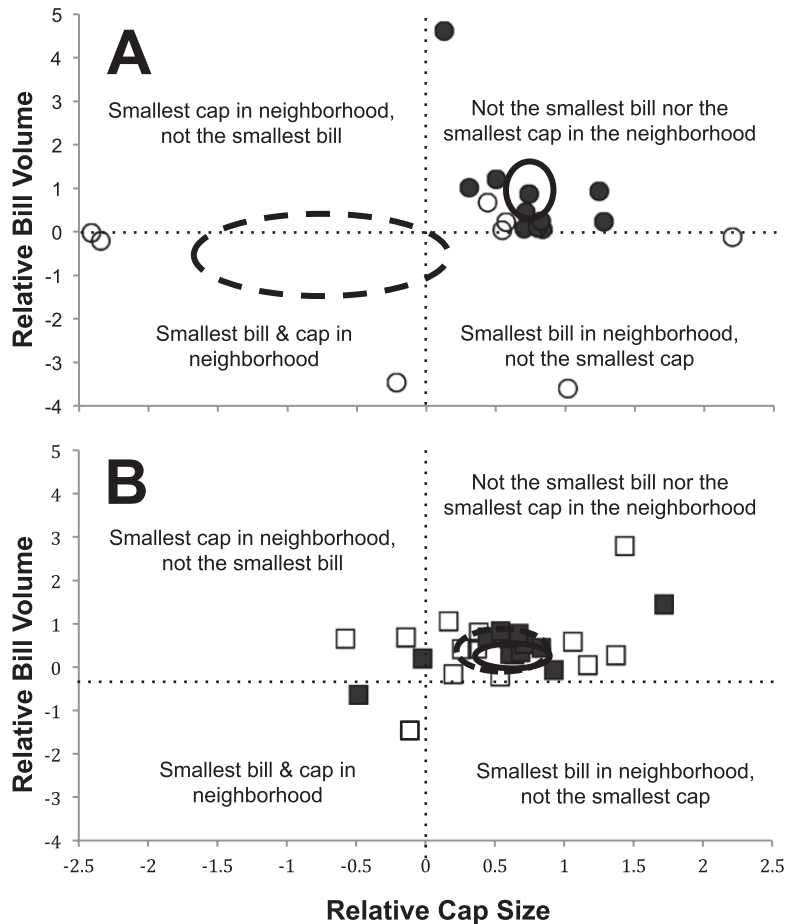 A
5
4
3
2
1
0
-1
-2
-3
-4
Relative Bill Volume
Smallest cap in neighborhood,
not the smallest bill
Not the smallest bill nor the
smallest cap in the neighborhood
Smallest bill & cap in
neighborhood
Smallest bill in neighborhood,
not the smallest cap
B
5
4
3
2
1
0
-1
-2
-3
-4
Relative Bill Volume
Not the smallest bill nor the
smallest cap in the neighborhood
Smallest cap in neighborhood,
not the smallest bill
Smallest bill & cap in
neighborhood
Smallest bill in neighborhood,
not the smallest cap
-2.5 -2 -1.5 -1 -0.5 0 0.5 1 1.5 2 2.5
Relative Cap Size